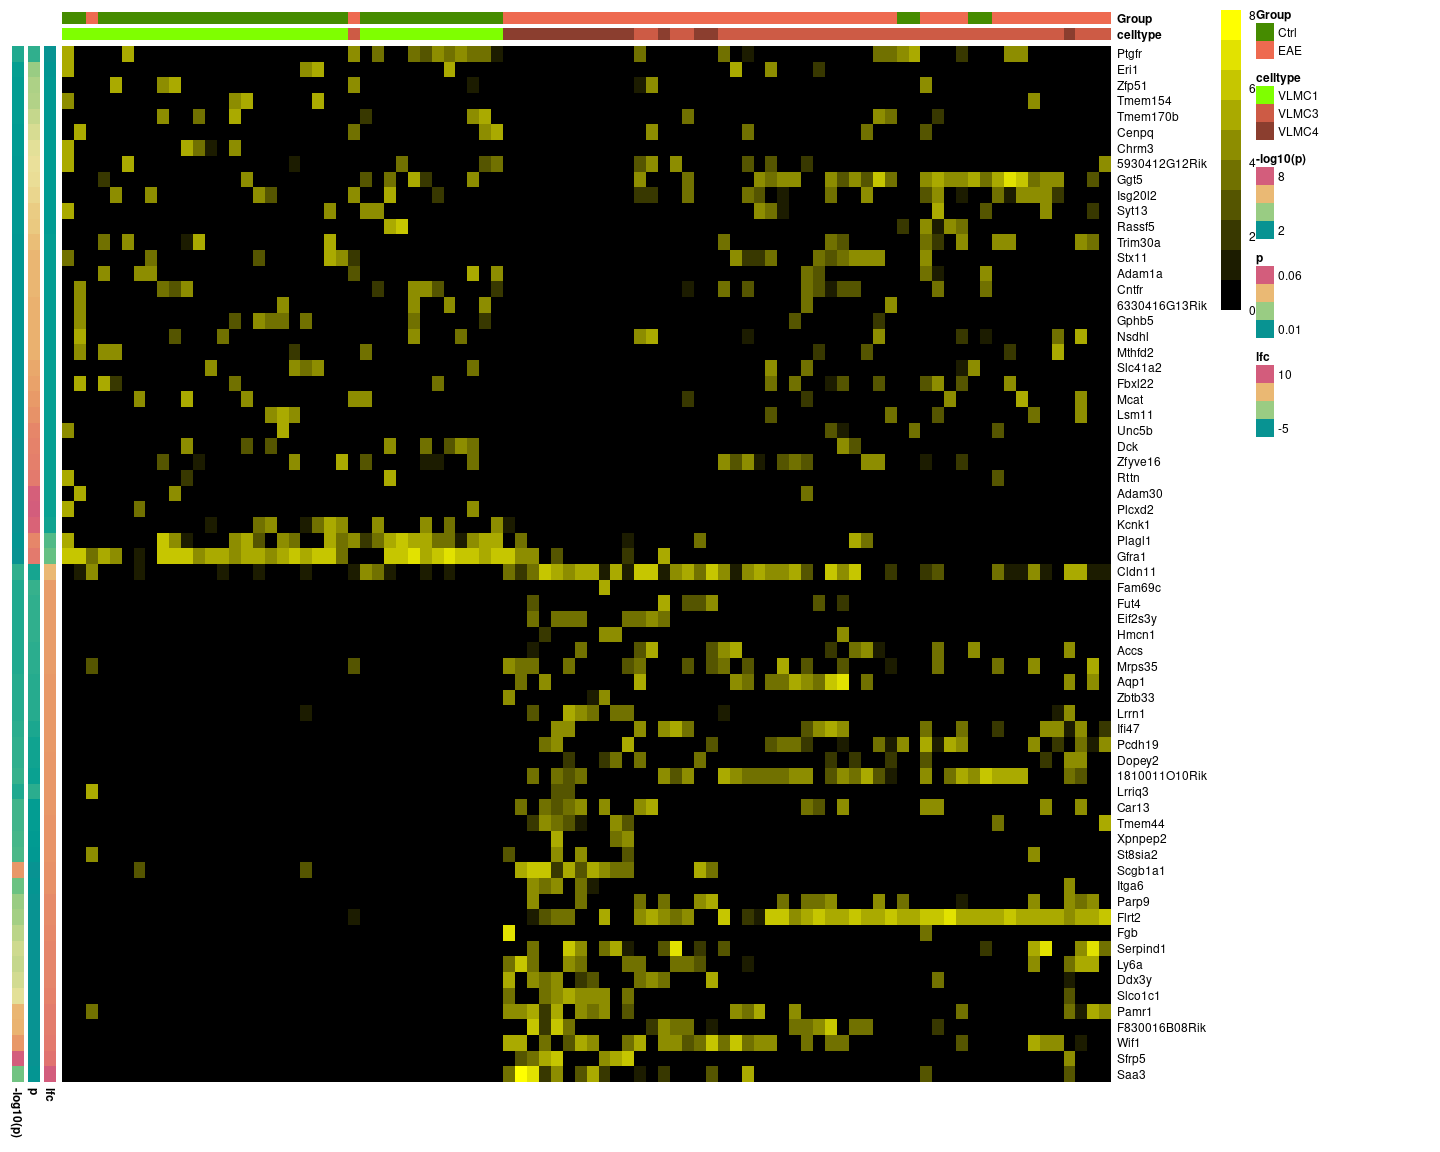 Group
celltype
Ptgfr
Eri1
Zfp51
Tmem154
Tmem170b
Cenpq
Chrm3
5930412G12Rik
Ggt5
Isg20l2
Syt13
Rassf5
Trim30a
Stx11
Adam1a
Cntfr
6330416G13Rik
Gphb5
Nsdhl
Mthfd2
Slc41a2
Fbxl22
Mcat
Lsm11
Unc5b
Dck
Zfyve16
Rttn
Adam30
Plcxd2
Kcnk1
Plagl1
Gfra1
Cldn11
Fam69c
Fut4
Eif2s3y
Hmcn1
Accs
Mrps35
Aqp1
Zbtb33
Lrrn1
Ifi47
Pcdh19
Dopey2
1810011O10Rik
Lrriq3
Car13
Tmem44
Xpnpep2
St8sia2
Scgb1a1
Itga6
Parp9
Flrt2
Fgb
Serpind1
Ly6a
Ddx3y
Slco1c1
Pamr1
F830016B08Rik
Wif1
Sfrp5
Saa3
8
6
4
2
0
Group
Ctrl
EAE
celltype
VLMC1
VLMC3
VLMC4
-log10(p)
8
2
p
0.06
0.01
lfc
10
-5
-log10(p)
p
lfc